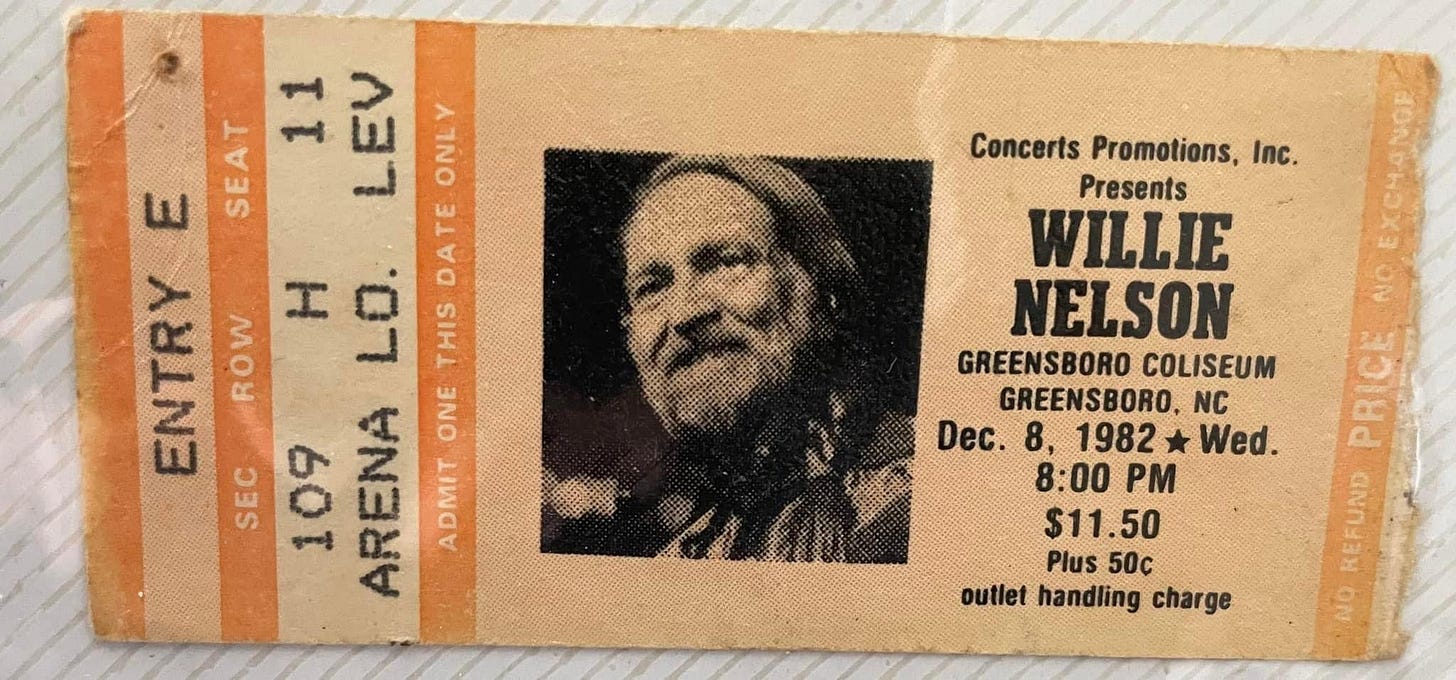 ENTRY E
SEC ROW SEAT
109 H 11
ARENA LO. LEV
ADMIT ONE THIS DATE ONLY
Concerts Promotions, Inc.
Presents
WILLIE
NELSON
GREENSBORO COLISEUM
GREENSBORO, NC
Dec. 8, 1982 ★ Wed.
8:00 PM
$11.50
Plus 50¢
outlet handling charge
NO REFUND PRICE NO EXCHANGE